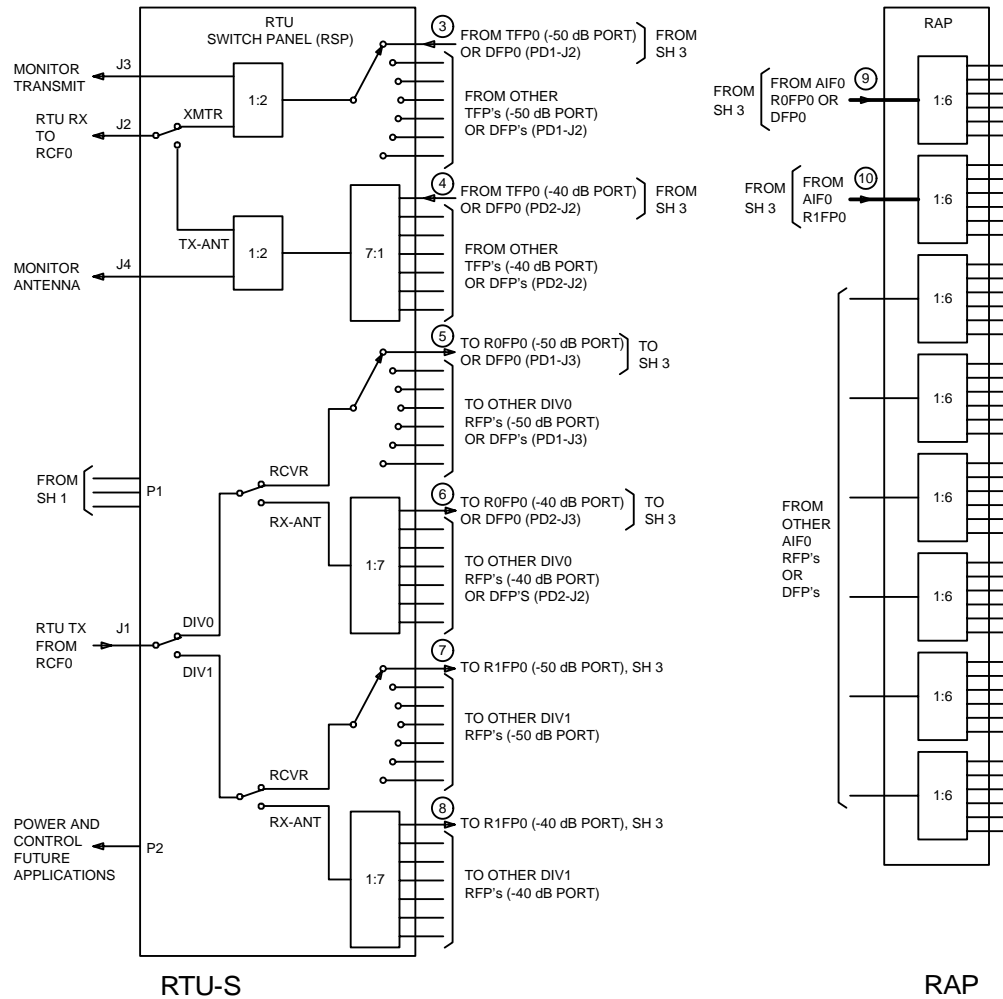 RTU
SWITCH PANEL (RSP)
MONITOR
TRANSMIT
J3
1:2
RTU RX
TO
RCF0
J2
XMTR
TX-ANT
1:2
7:1
MONITOR
ANTENNA
J4
3
FROM TFP0 (-50 dB PORT)
OR DFP0 (PD1-J2)
FROM
SH 3
FROM OTHER
TFP's (-50 dB PORT)
OR DFP's (PD1-J2)
4
FROM TFP0 (-40 dB PORT)
OR DFP0 (PD2-J2)
FROM
SH 3
FROM OTHER
TFP's (-40 dB PORT)
OR DFP's (PD2-J2)
5
TO R0FP0 (-50 dB PORT)
OR DFP0 (PD1-J3)
TO
SH 3
TO OTHER DIV0
RFP's (-50 dB PORT)
OR DFP's (PD1-J3)
FROM
SH 1
P1
RCVR
RX-ANT
1:7
6
TO R0FP0 (-40 dB PORT)
OR DFP0 (PD2-J3)
TO
SH 3
TO OTHER DIV0
RFP's (-40 dB PORT)
OR DFP'S (PD2-J2)
RTU TX
FROM
RCF0
J1
DIV0
DIV1
7
TO R1FP0 (-50 dB PORT), SH 3
TO OTHER DIV1
RFP's (-50 dB PORT)
RCVR
RX-ANT
1:7
8
TO R1FP0 (-40 dB PORT), SH 3
TO OTHER DIV1
RFP's (-40 dB PORT)
POWER AND
CONTROL
FUTURE
APPLICATIONS
P2
RTU-S
RAP
FROM
SH 3
FROM AIF0
R0FP0 OR
DFP0
9
1:6
FROM
SH 3
FROM
AIF0
R1FP0
10
1:6
1:6
1:6
FROM
OTHER
AIF0
RFP's
OR
DFP's
1:6
1:6
1:6
1:6
RAP